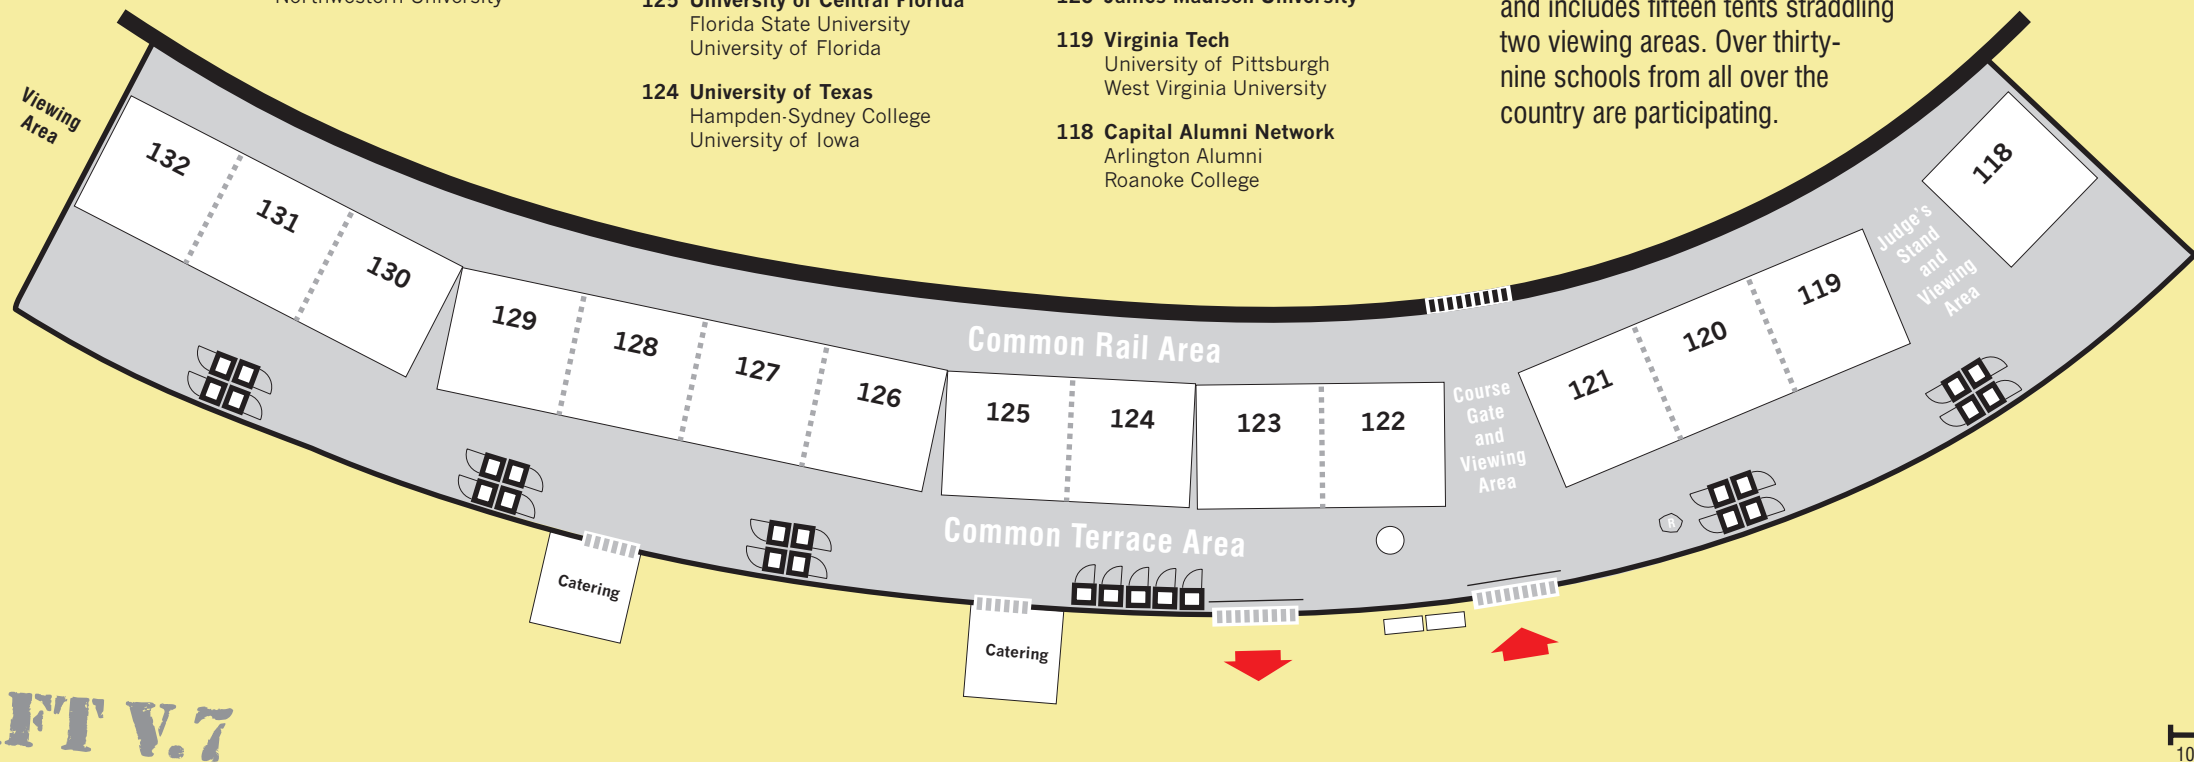 Northwestern University
125 University of Central Florida
Florida State University
University of Florida
124 University of Texas
Hampden-Sydney College
University of Iowa
James Madison University
119 Virginia Tech
University of Pittsburgh
West Virginia University
118 Capital Alumni Network
Arlington Alumni
Roanoke College
and includes fifteen tents straddling
two viewing areas. Over thirty-
nine schools from all over the
country are participating.
Viewing
Area
132
131
130
129
128
127
126
125
124
123
122
121
120
119
118
Common Rail Area
Course
Gate
and
Viewing
Area
Judge's
Stand
and
Viewing
Area
Common Terrace Area
R
Catering
Catering
FT V.7
10